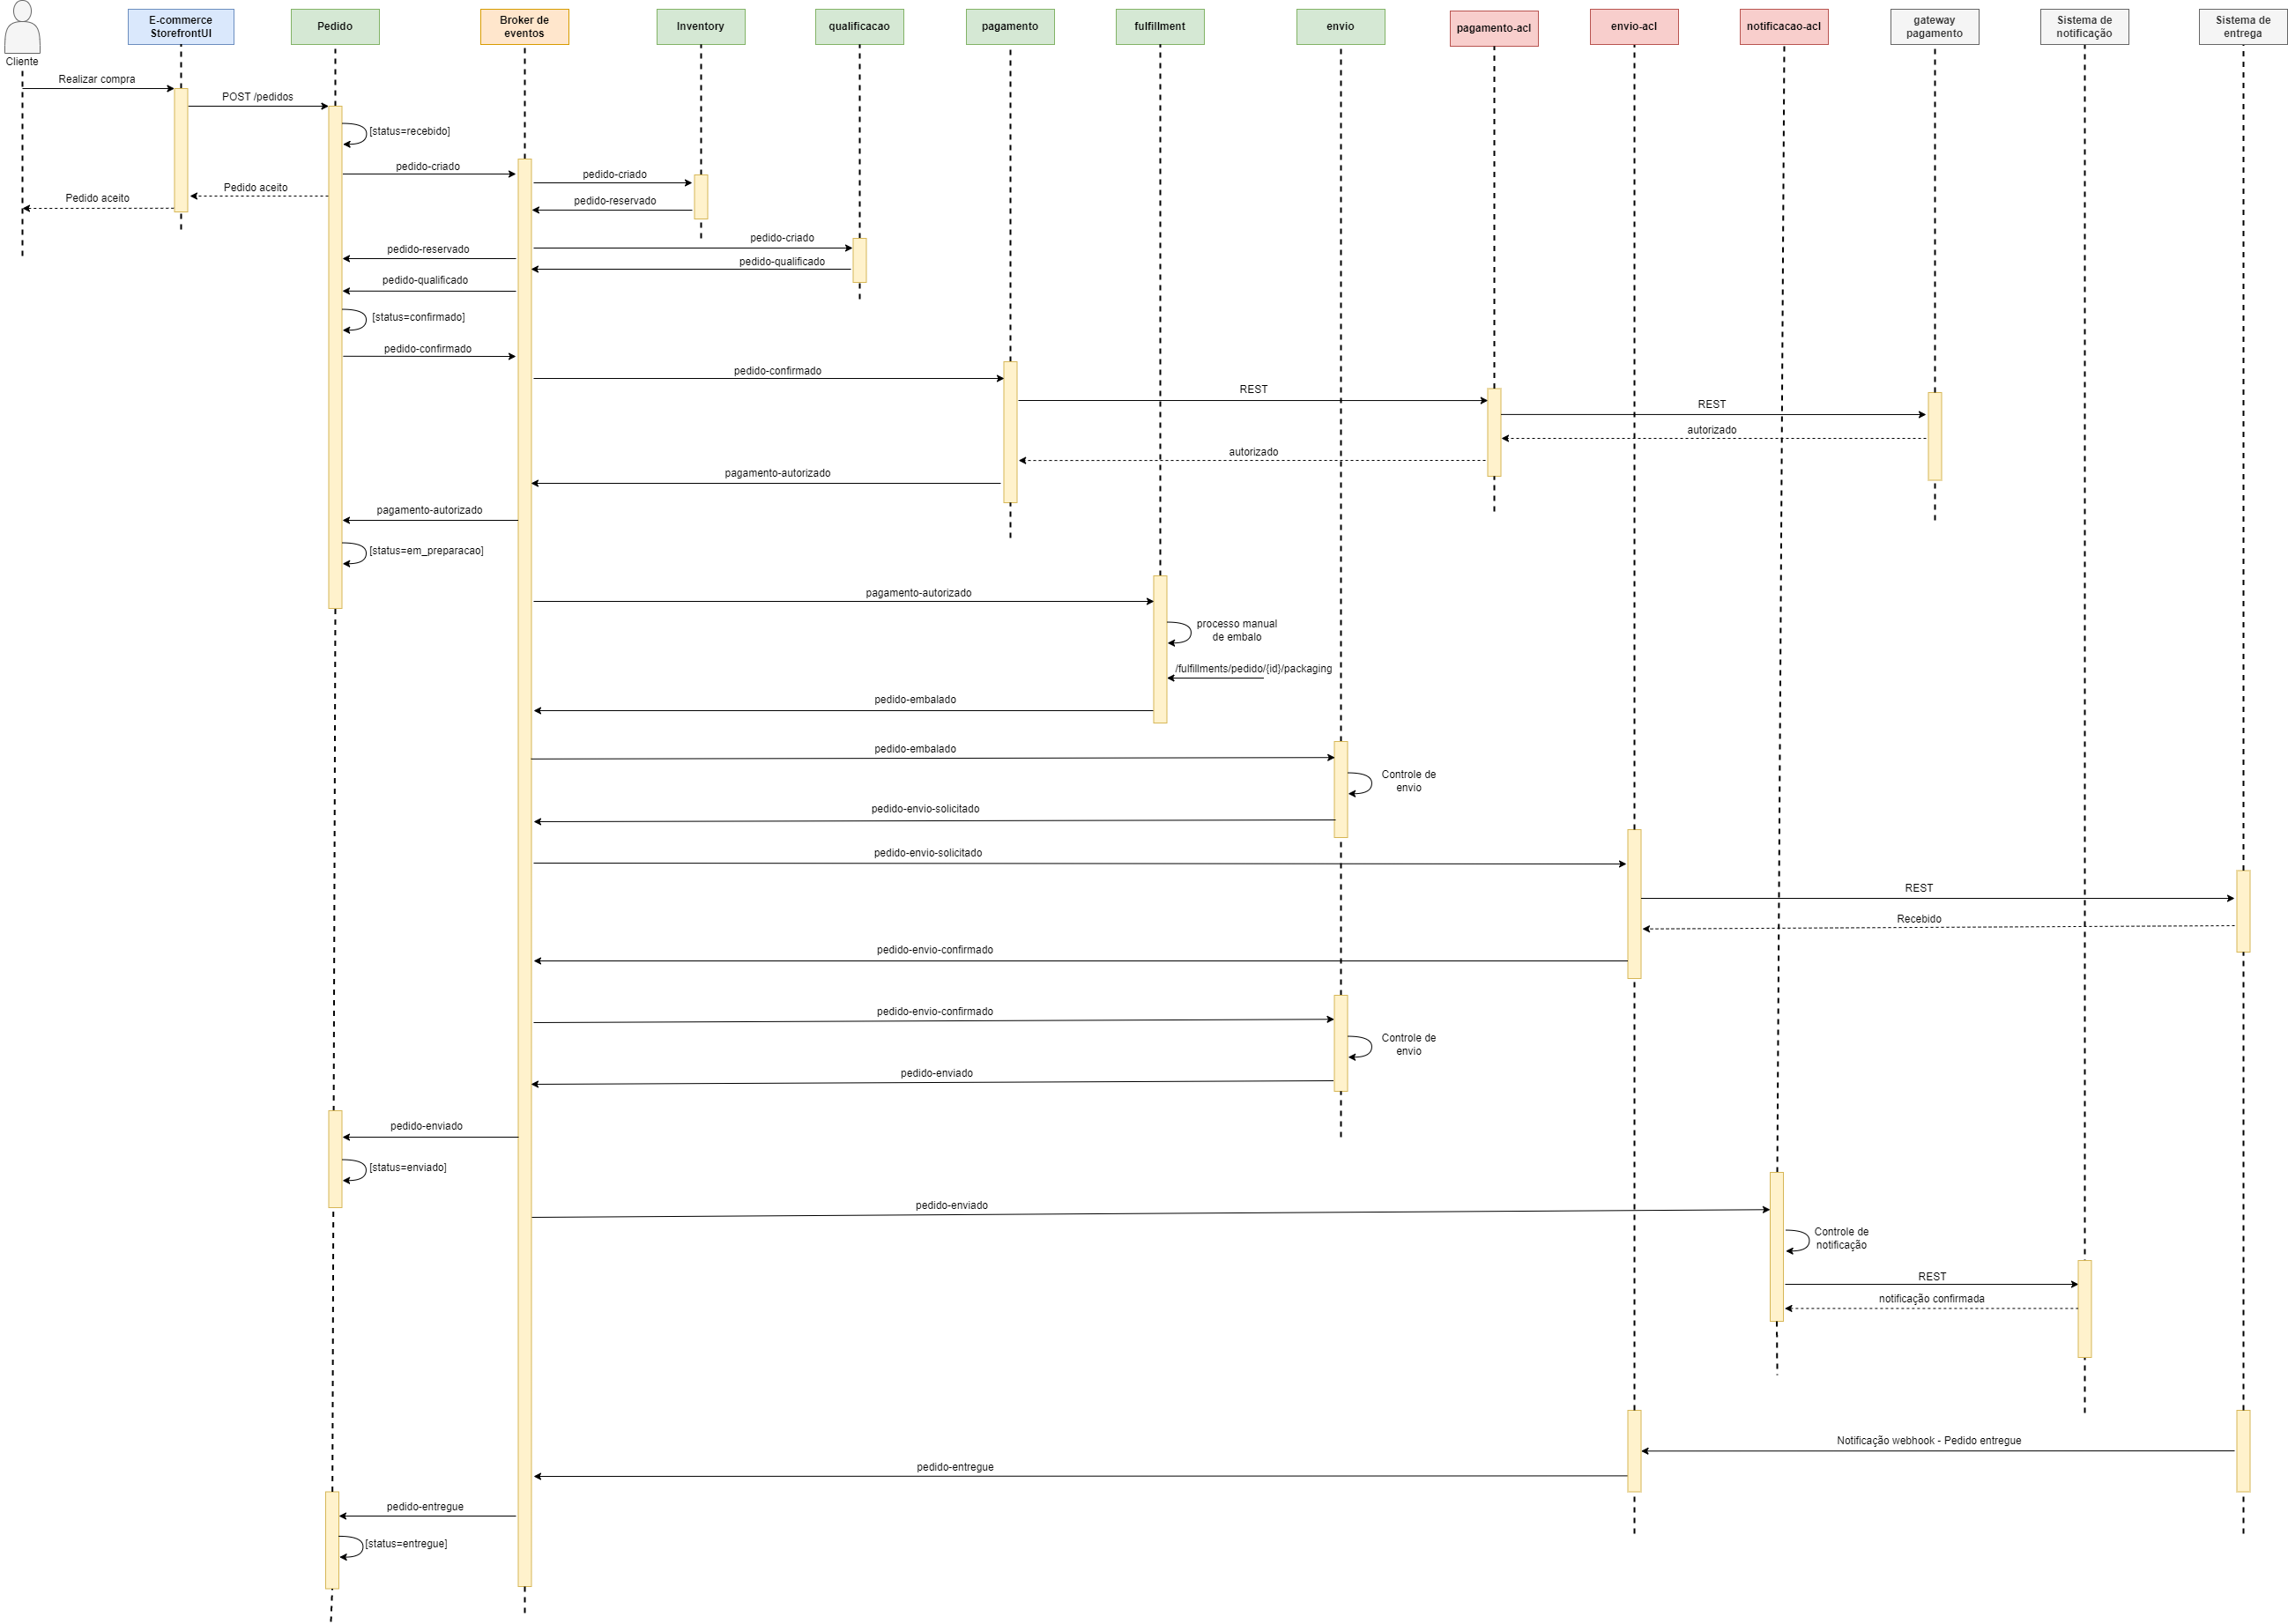 Cliente
E-commerce
StorefrontUI
Pedido
Broker de
eventos
Inventory
qualificacao
pagamento
fulfillment
envio
pagamento-acl
envio-acl
notificacao-acl
gateway
pagamento
Sistema de
notificação
Sistema de
entrega
Realizar compra
POST /pedidos
[status=recebido]
pedido-criado
pedido-criado
Pedido aceito
Pedido aceito
pedido-reservado
pedido-criado
pedido-reservado
pedido-qualificado
pedido-qualificado
[status=confirmado]
pedido-confirmado
pedido-confirmado
REST
REST
autorizado
autorizado
pagamento-autorizado
pagamento-autorizado
[status=em_preparacao]
pagamento-autorizado
processo manual
de embalo
/fulfillments/pedido/{id}/packaging
pedido-embalado
pedido-embalado
Controle de
envio
pedido-envio-solicitado
pedido-envio-solicitado
REST
Recebido
pedido-envio-confirmado
pedido-envio-confirmado
Controle de
envio
pedido-enviado
pedido-enviado
[status=enviado]
pedido-enviado
Controle de
notificação
REST
notificação confirmada
Notificação webhook - Pedido entregue
pedido-entregue
pedido-entregue
[status=entregue]